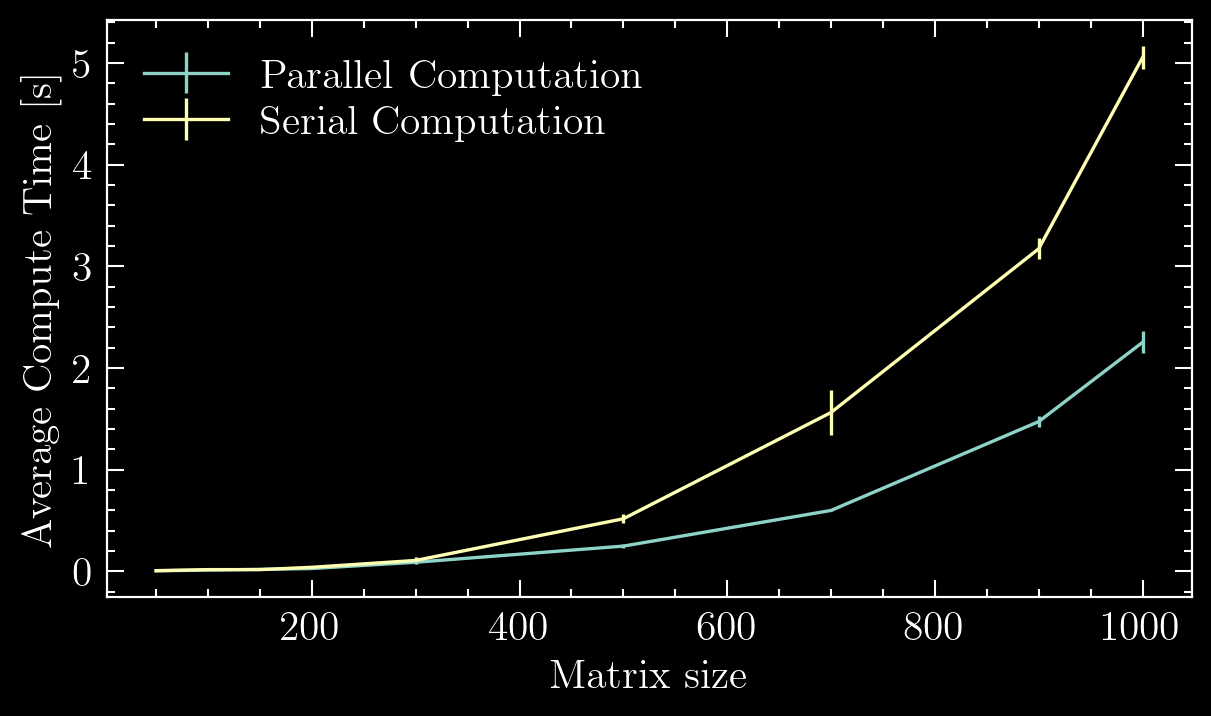 Parallel Computation
Serial Computation
Average Compute Time [s]
5
4
3
2
1
0
200 400 600 800 1000
Matrix size